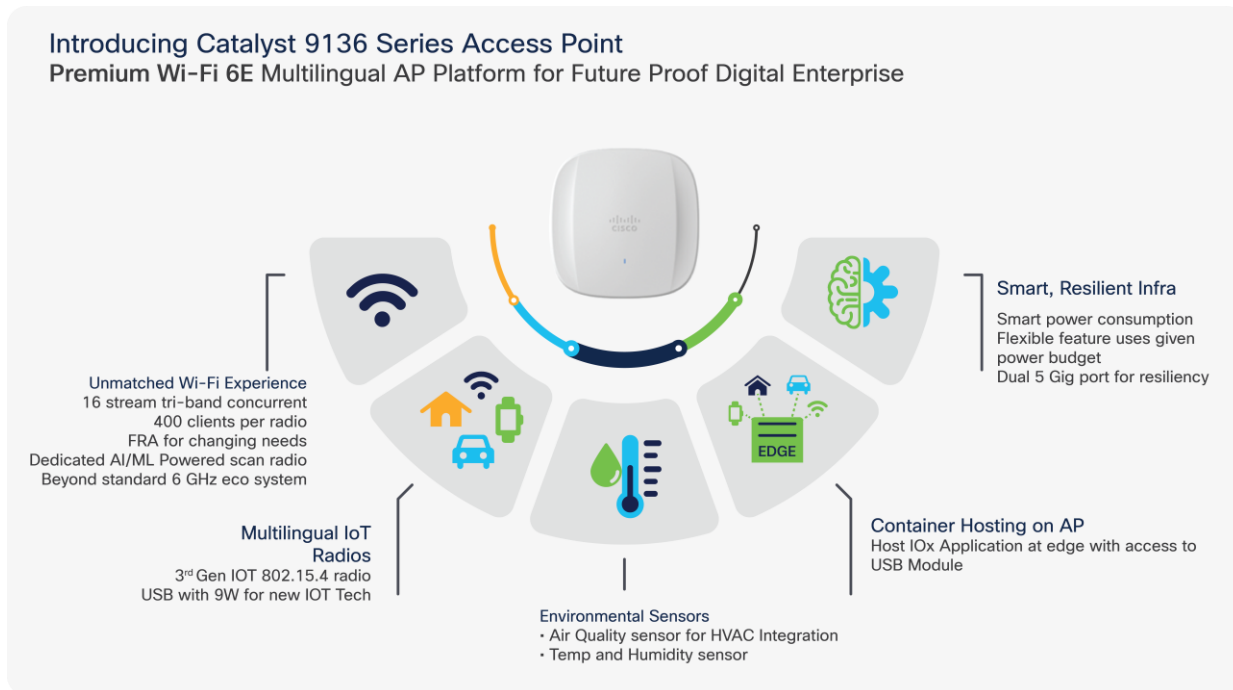 Introducing Catalyst 9136 Series Access Point
Premium Wi-Fi 6E Multilingual AP Platform for Future Proof Digital Enterprise
CISCO
Unmatched Wi-Fi Experience
16 stream tri-band concurrent
400 clients per radio
FRA for changing needs
Dedicated AI/ML Powered scan radio
Beyond standard 6 GHz eco system
Multilingual IoT
Radios
3rd Gen IOT 802.15.4 radio
USB with 9W for new IOT Tech
Environmental Sensors
• Air Quality sensor for HVAC Integration
• Temp and Humidity sensor
EDGE
Container Hosting on AP
Host IOx Application at edge with access to
USB Module
Smart, Resilient Infra
Smart power consumption
Flexible feature uses given
power budget
Dual 5 Gig port for resiliency